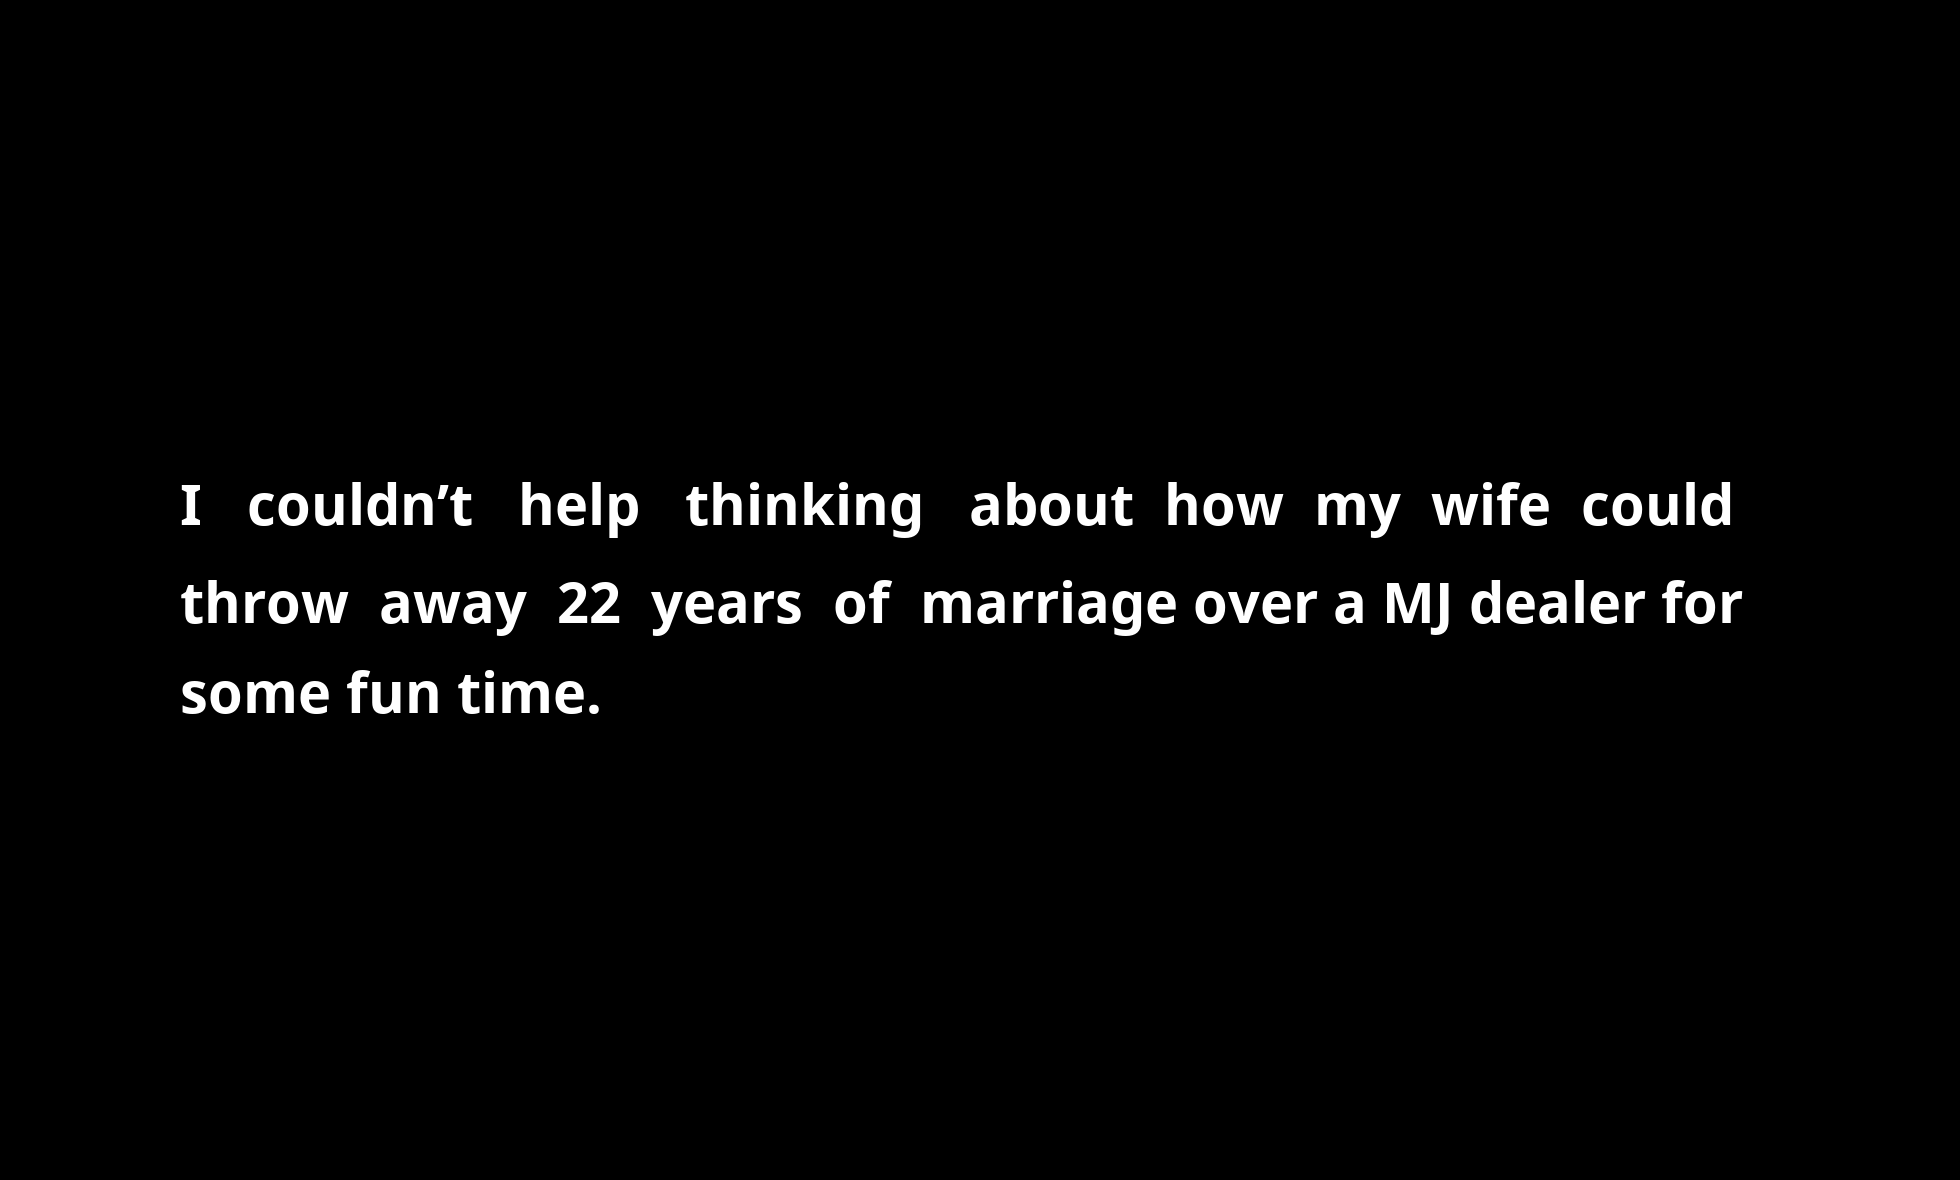 I couldn’t help thinking about how my wife could
throw away 22 years of marriage over a MJ dealer for
some fun time.